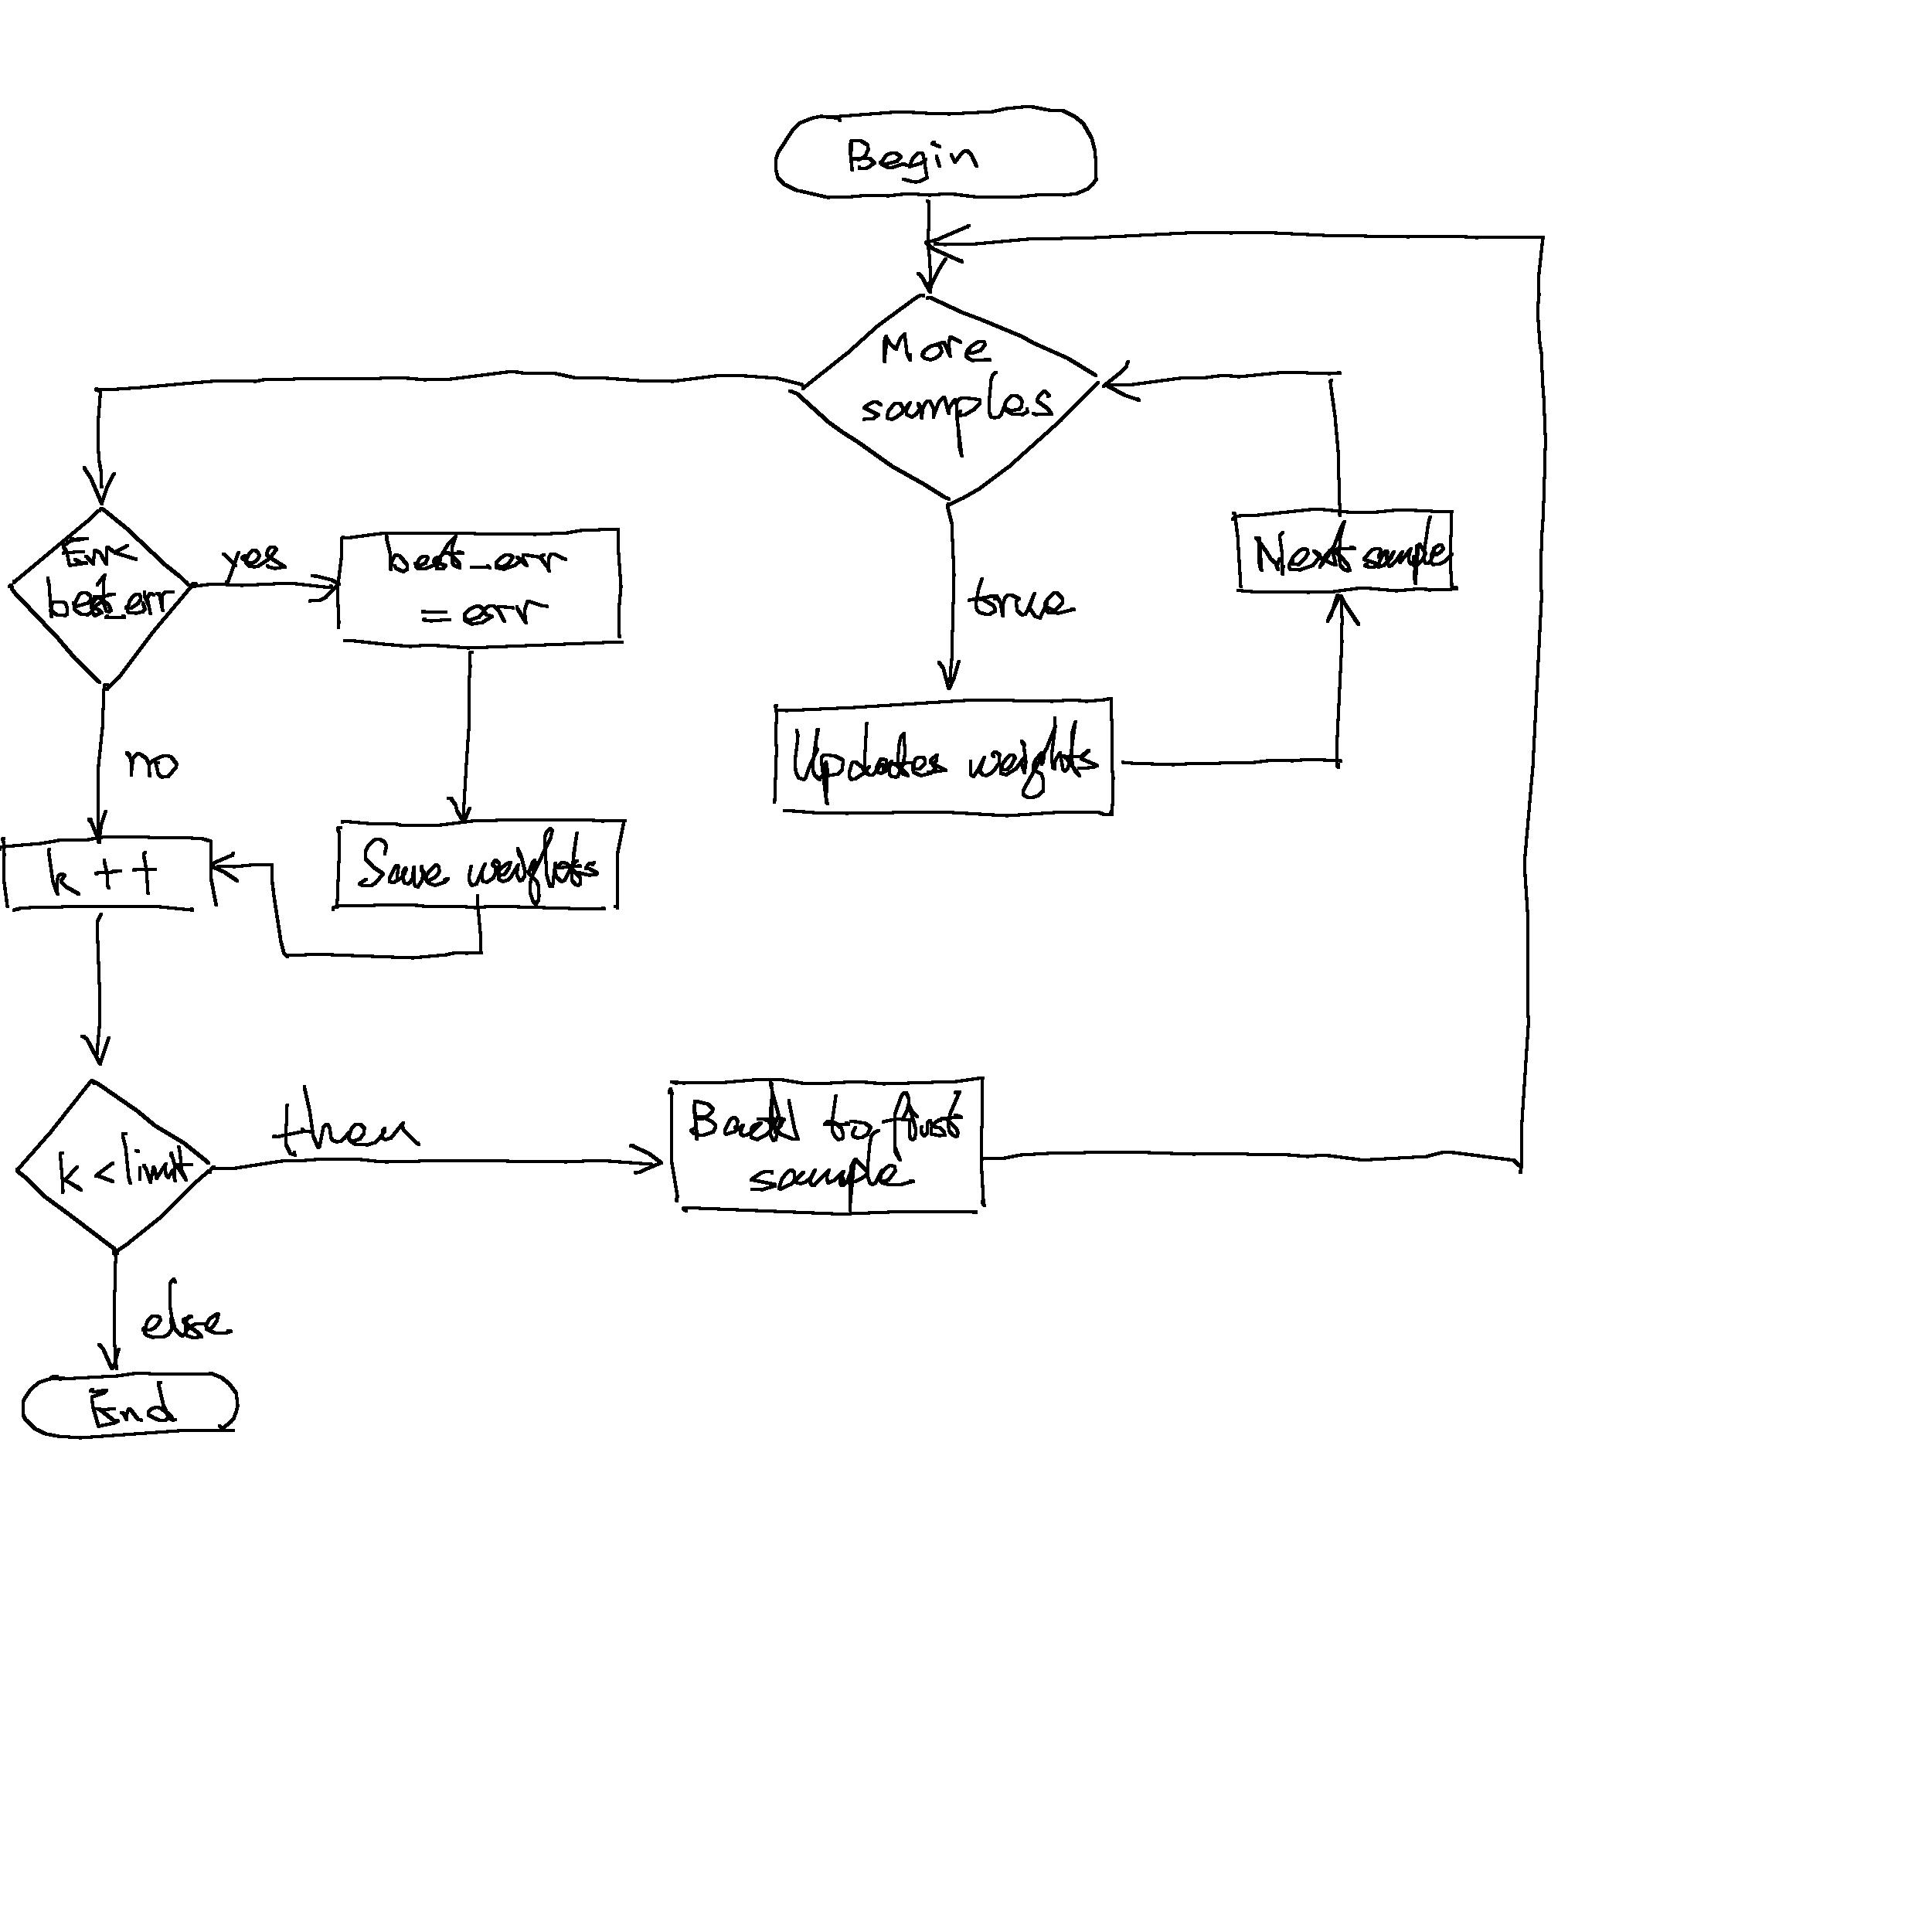 Begin
More
samples
Err<
best_err
yes
best_err
= err
true
Next sample
no
Updates weights
k ++
Save weights
k < limit
then
Back to first
sample
else
End